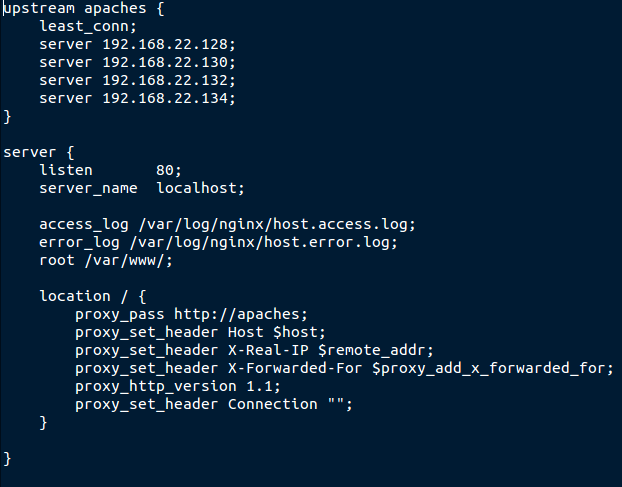 upstream apaches {
    least_conn;
    server 192.168.22.128;
    server 192.168.22.130;
    server 192.168.22.132;
    server 192.168.22.134;
}

server {
    listen       80;
    server_name  localhost;

    access_log /var/log/nginx/host.access.log;
    error_log /var/log/nginx/host.error.log;
    root /var/www/;

    location / {
        proxy_pass http://apaches;
        proxy_set_header Host $host;
        proxy_set_header X-Real-IP $remote_addr;
        proxy_set_header X-Forwarded-For $proxy_add_x_forwarded_for;
        proxy_http_version 1.1;
        proxy_set_header Connection "";
    }

}